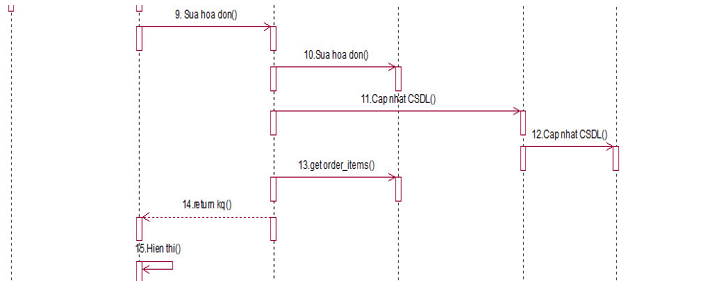 9. Sua hoa don()
10.Sua hoa don()
11.Cap nhat CSDL()
12.Cap nhat CSDL()
13.get order_items()
14.return kq()
15.Hien thi()